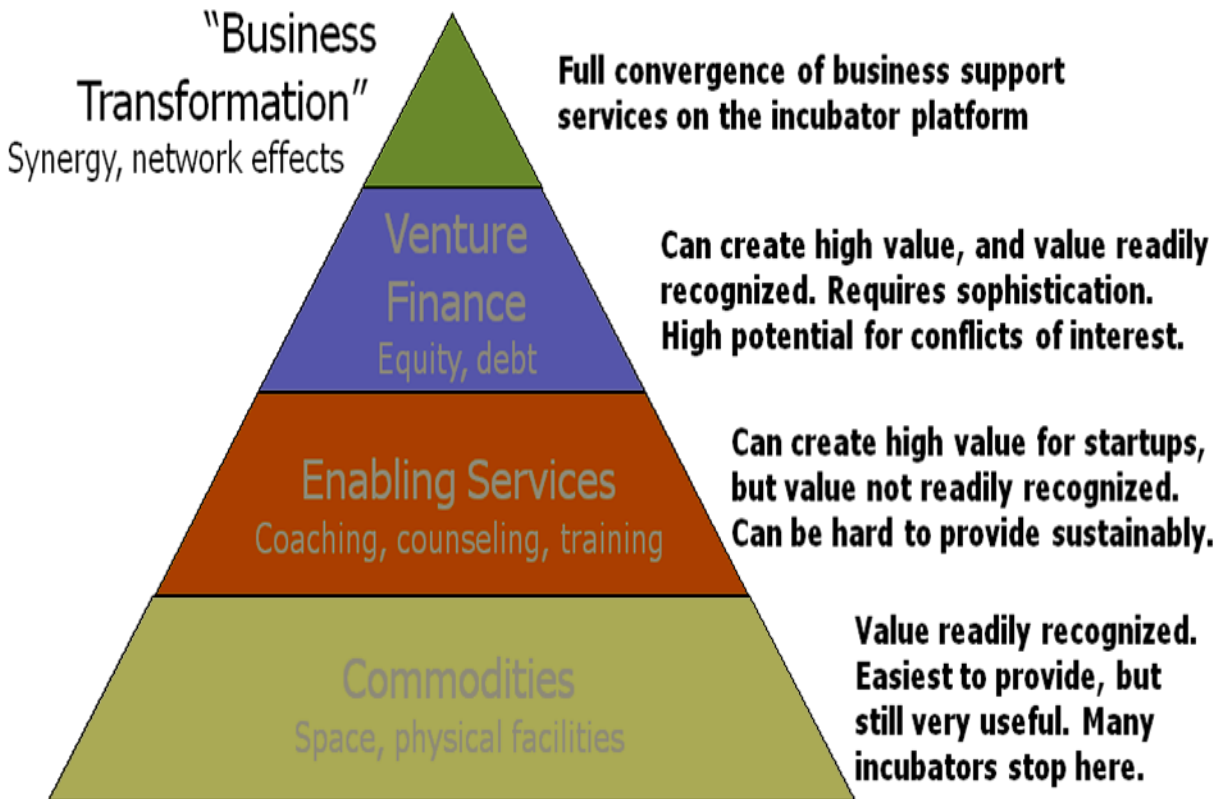 “Business
Transformation”
Synergy, network effects
Full convergence of business support
services on the incubator platform
Venture
Finance
Equity, debt
Can create high value, and value readily
recognized. Requires sophistication.
High potential for conflicts of interest.
Enabling Services
Coaching, counseling, training
Can create high value for startups,
but value not readily recognized.
Can be hard to provide sustainably.
Commodities
Space, physical facilities
Value readily recognized.
Easiest to provide, but
still very useful. Many
incubators stop here.